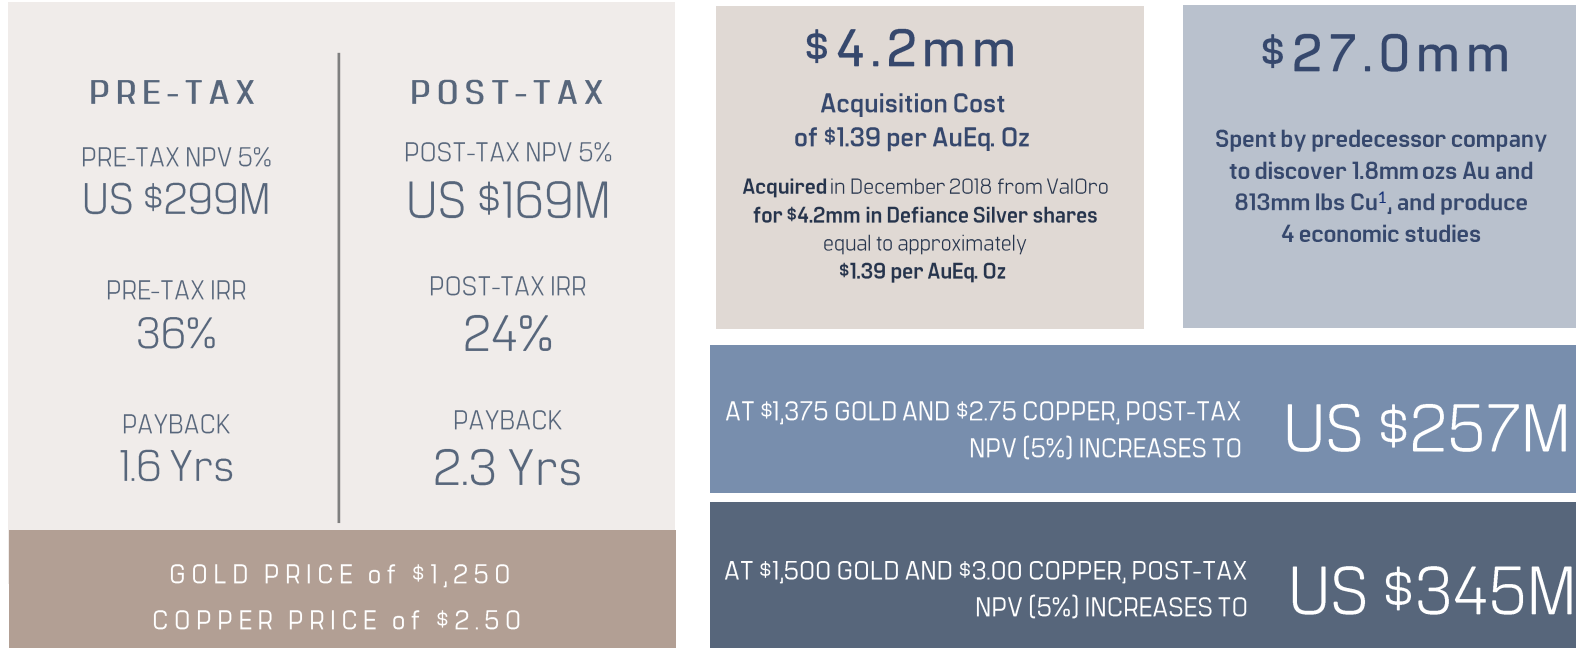 PRE-TAX
PRE-TAX NPV 5%
US $299M
PRE-TAX IRR
36%
PAYBACK
1.6 Yrs
POST-TAX
POST-TAX NPV 5%
US $169M
POST-TAX IRR
24%
PAYBACK
2.3 Yrs
GOLD PRICE of $1,250
COPPER PRICE of $2.50
$4.2mm
Acquisition Cost
of $1.39 per AuEq. Oz
Acquired in December 2018 from ValOro
for $4.2mm in Defiance Silver shares
equal to approximately
$1.39 per AuEq. Oz
$27.0mm
Spent by predecessor company
to discover 1.8mm ozs Au and
813mm lbs Cu¹, and produce
4 economic studies
AT $1,375 GOLD AND $2.75 COPPER, POST-TAX
NPV (5%) INCREASES TO
US $257M
AT $1,500 GOLD AND $3.00 COPPER, POST-TAX
NPV (5%) INCREASES TO
US $345M